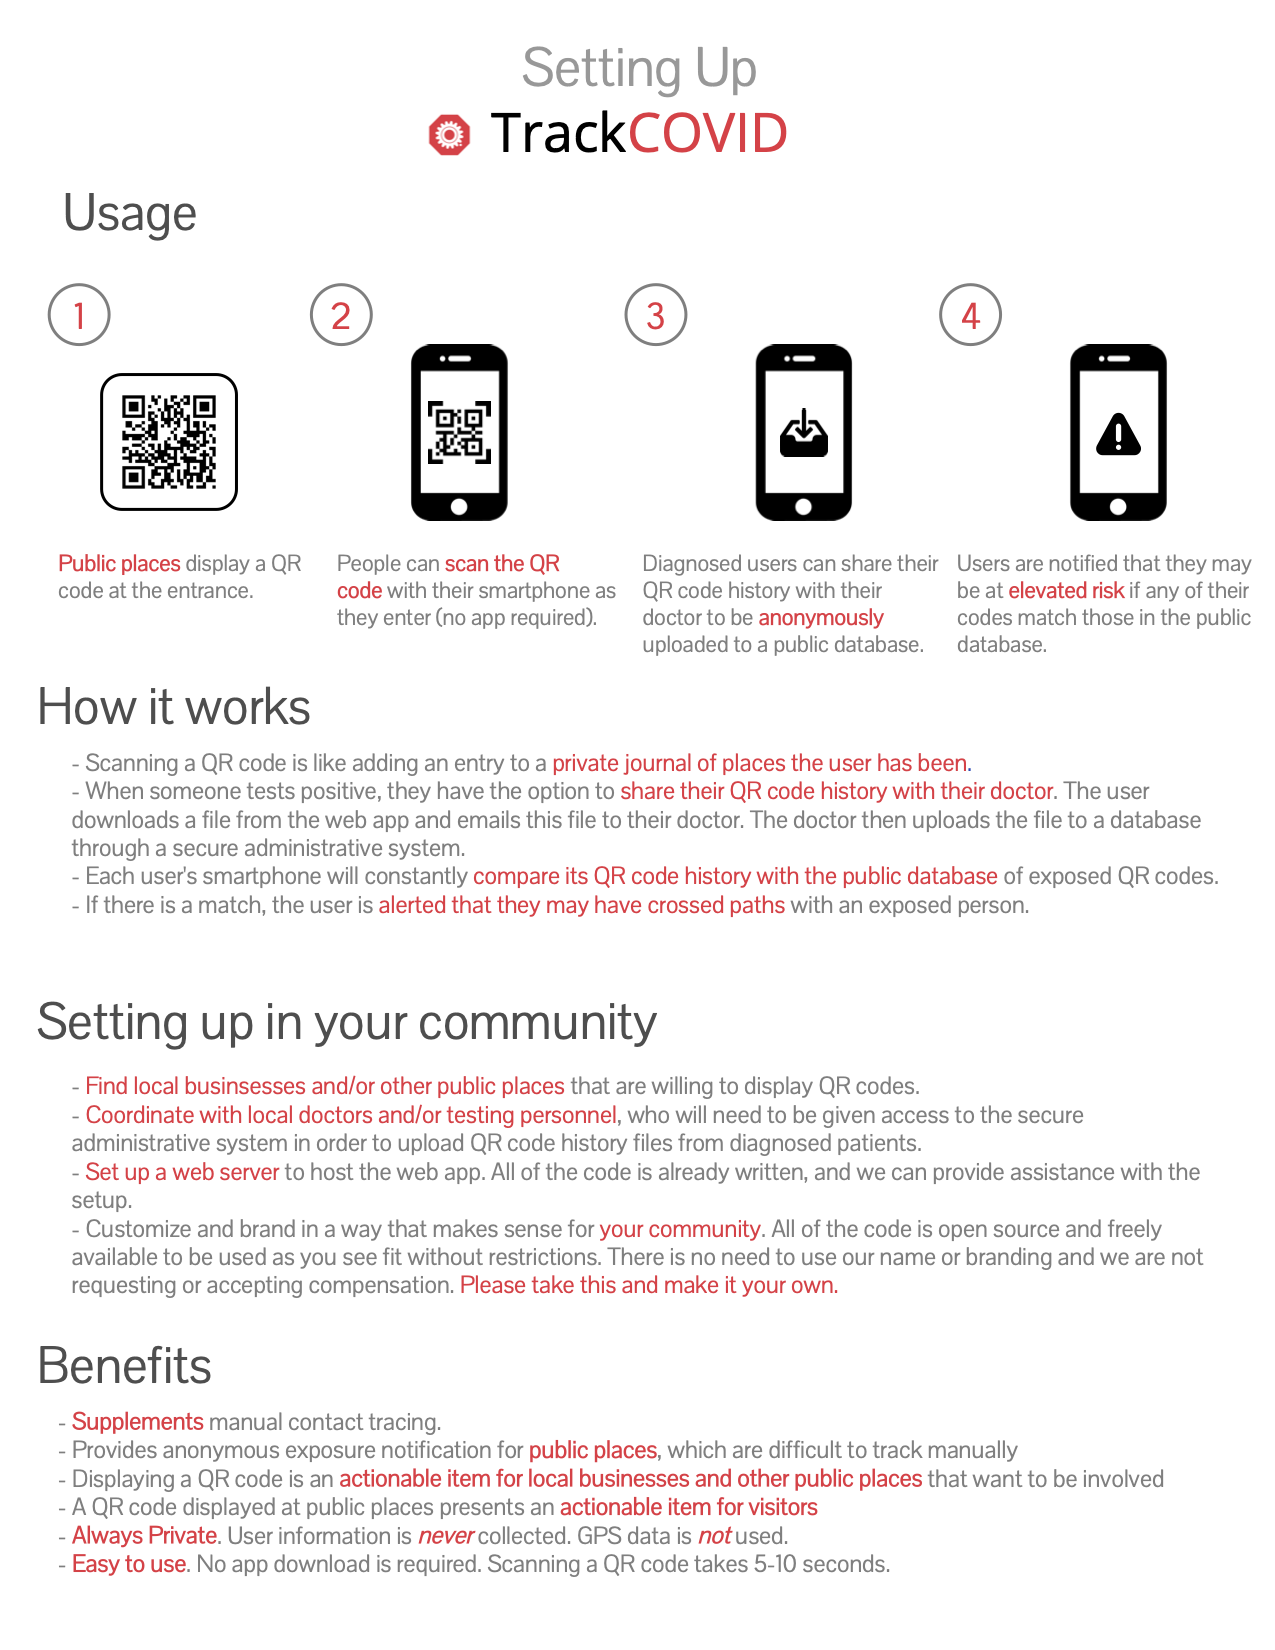 Setting Up
TrackCOVID
Usage
1
2
3
4
Public places display a QR
code at the entrance.
People can scan the QR
code with their smartphone as
they enter (no app required).
Diagnosed users can share their
QR code history with their
doctor to be anonymously
uploaded to a public database.
Users are notified that they may
be at elevated risk if any of their
codes match those in the public
database.
How it works
- Scanning a QR code is like adding an entry to a private journal of places the user has been.
- When someone tests positive, they have the option to share their QR code history with their doctor. The user
downloads a file from the web app and emails this file to their doctor. The doctor then uploads the file to a database
through a secure administrative system.
- Each user's smartphone will constantly compare its QR code history with the public database of exposed QR codes.
- If there is a match, the user is alerted that they may have crossed paths with an exposed person.
Setting up in your community
- Find local businsesses and/or other public places that are willing to display QR codes.
- Coordinate with local doctors and/or testing personnel, who will need to be given access to the secure
administrative system in order to upload QR code history files from diagnosed patients.
- Set up a web server to host the web app. All of the code is already written, and we can provide assistance with the
setup.
- Customize and brand in a way that makes sense for your community. All of the code is open source and freely
available to be used as you see fit without restrictions. There is no need to use our name or branding and we are not
requesting or accepting compensation. Please take this and make it your own.
Benefits
- Supplements manual contact tracing.
- Provides anonymous exposure notification for public places, which are difficult to track manually
- Displaying a QR code is an actionable item for local businesses and other public places that want to be involved
- A QR code displayed at public places presents an actionable item for visitors
- Always Private. User information is never collected. GPS data is not used.
- Easy to use. No app download is required. Scanning a QR code takes 5-10 seconds.